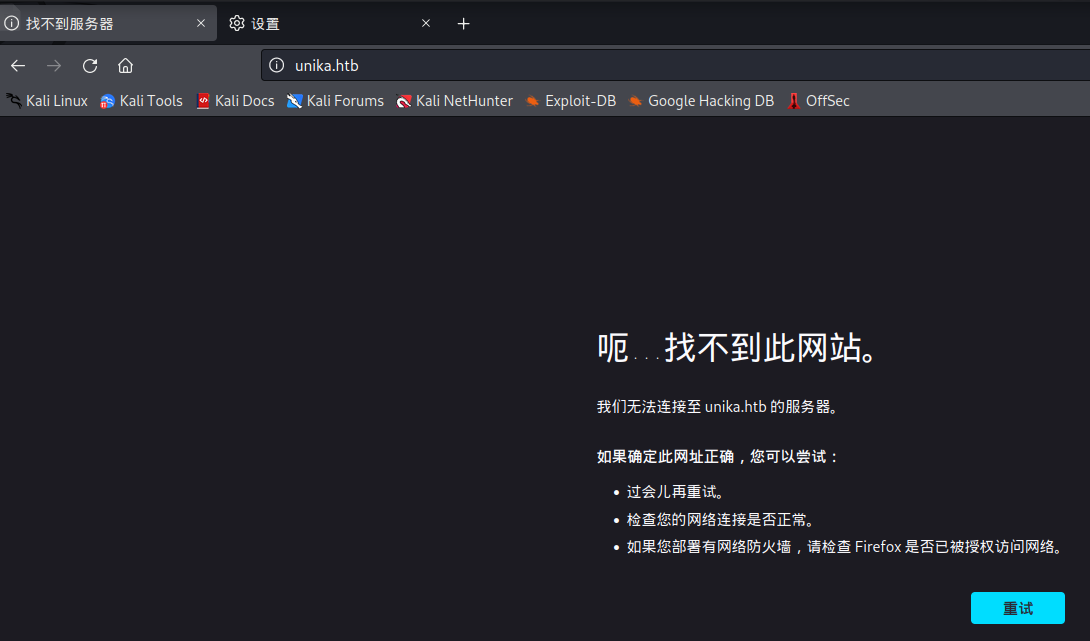 找不到服务器
设置
unika.htb
Kali Linux Kali Tools Kali Docs Kali Forums Kali NetHunter Exploit-DB Google Hacking DB OffSec
呃...找不到此网站。
我们无法连接至 unika.htb 的服务器。
如果确定此网址正确，您可以尝试：
• 过会儿再重试。
• 检查您的网络连接是否正常。
• 如果您部署有网络防火墙，请检查 Firefox 是否已被授权访问网络。
重试